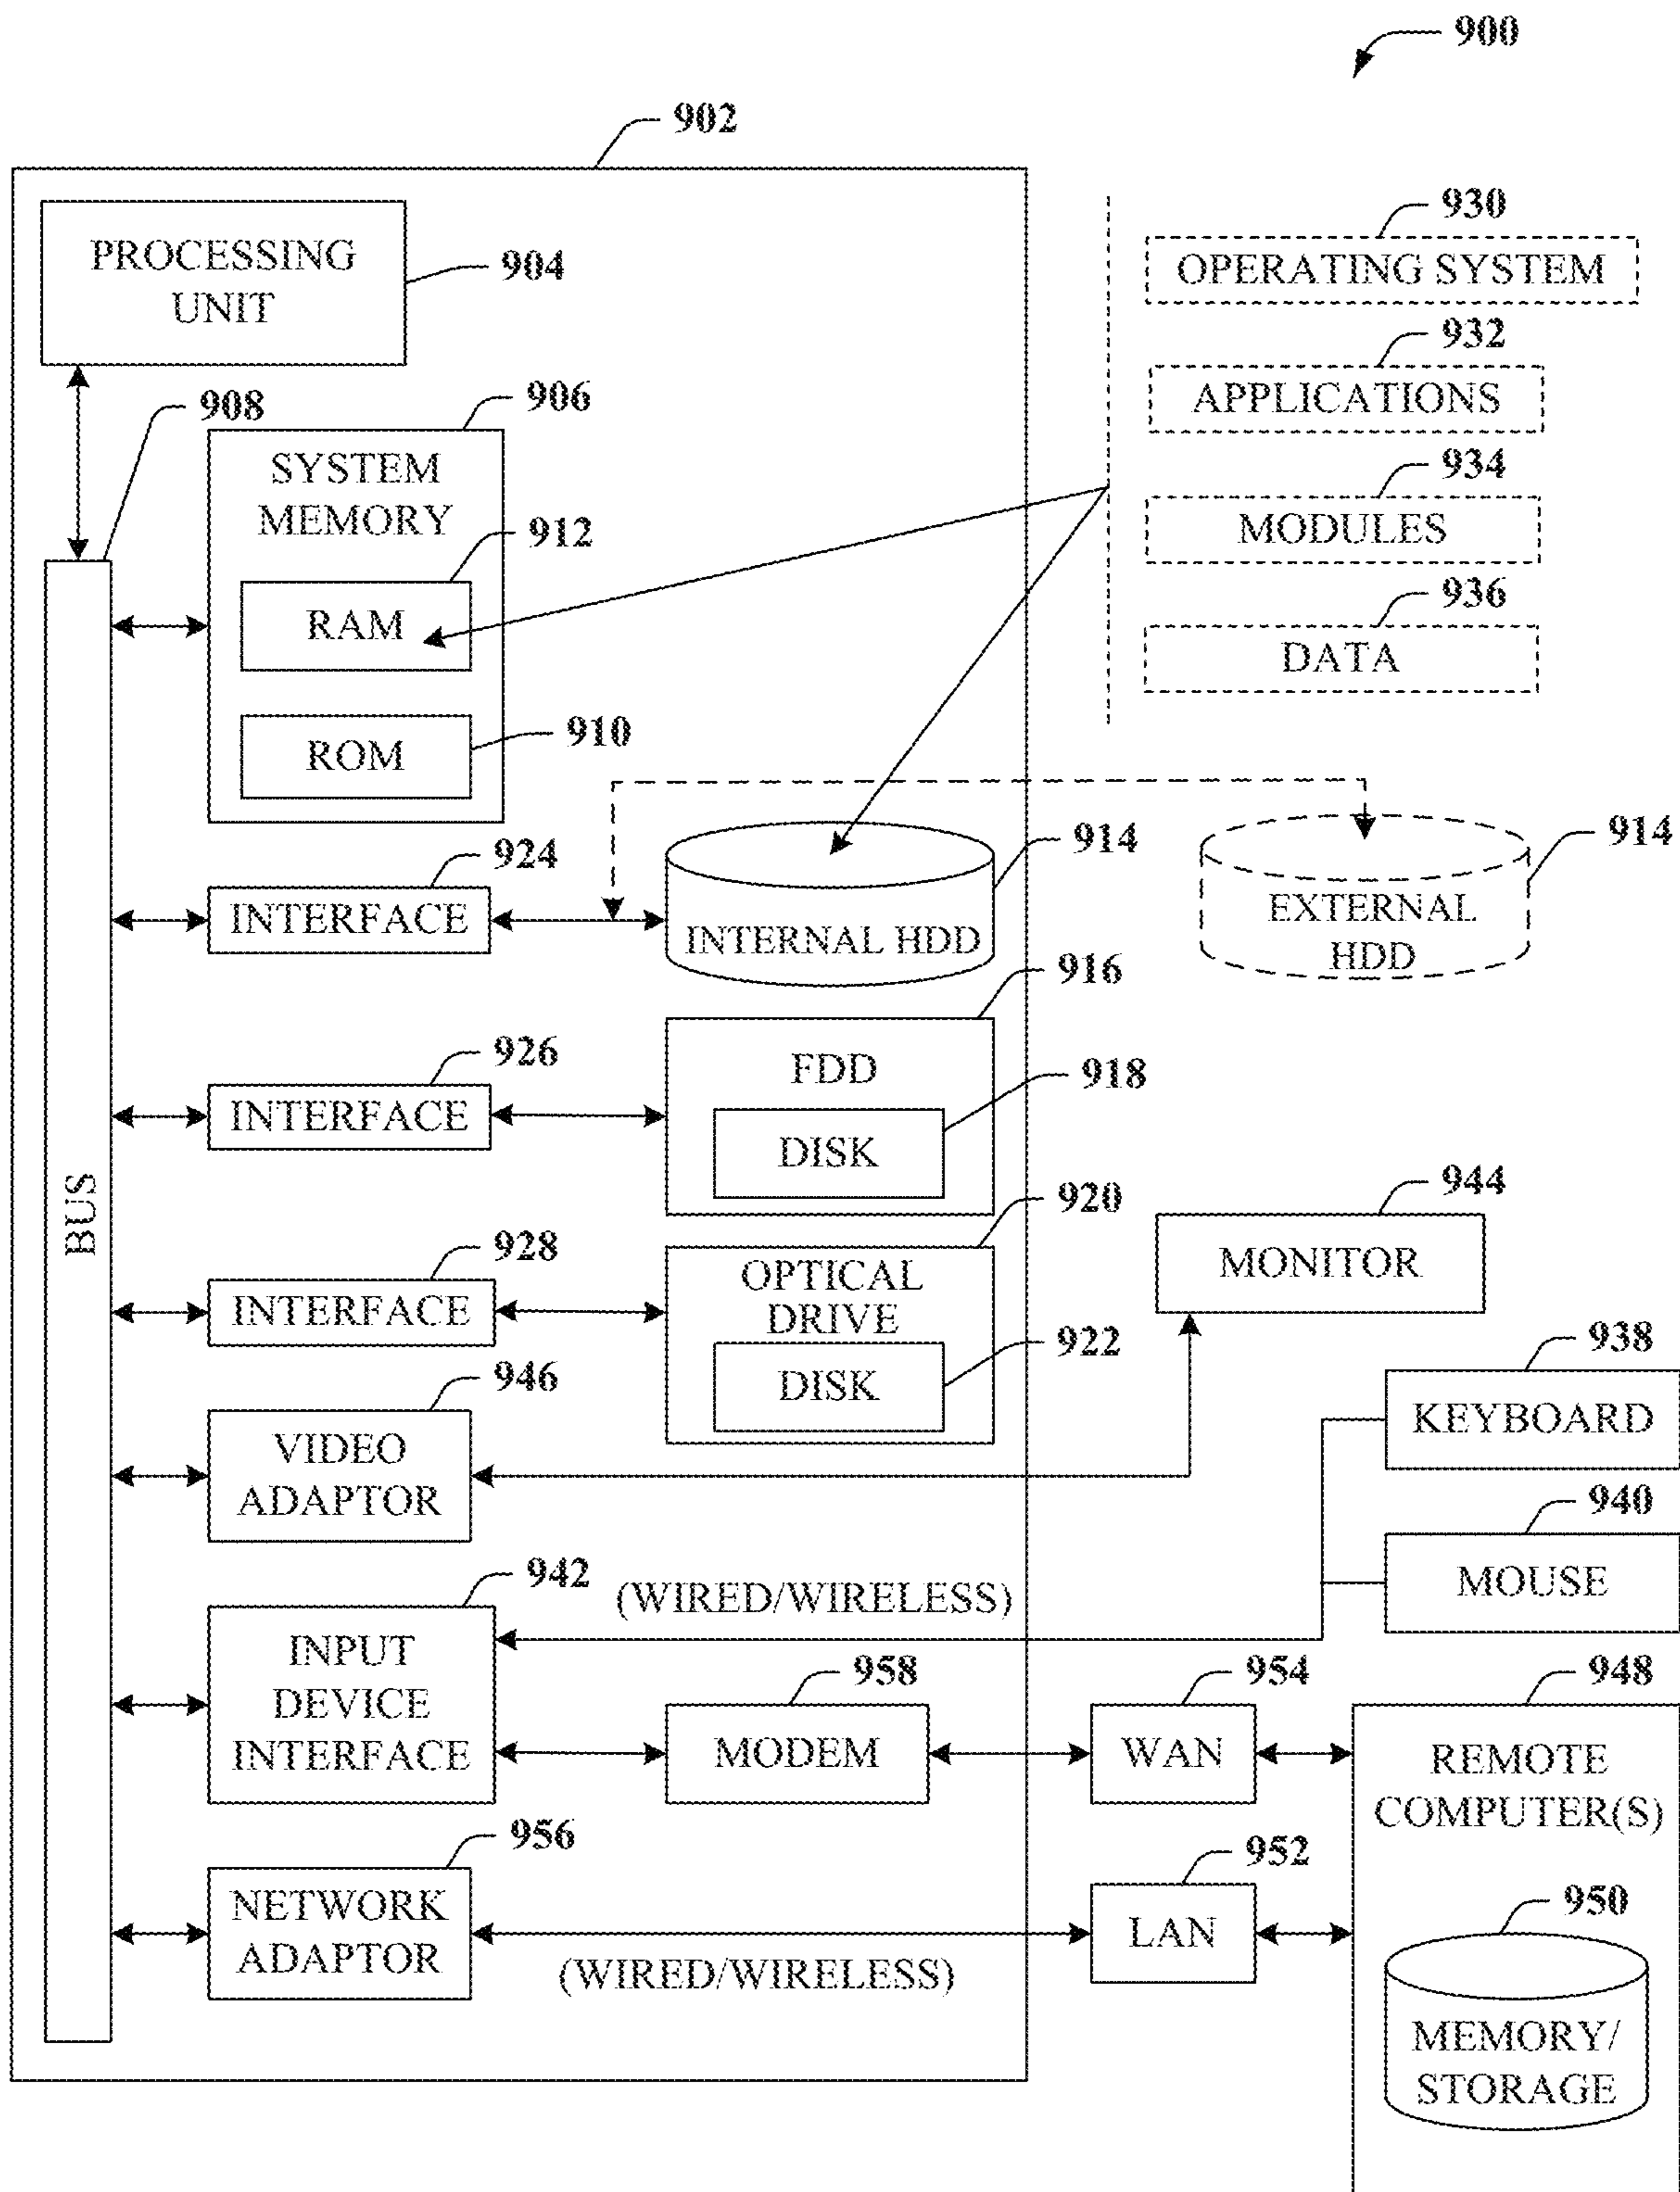 900
902
PROCESSING
UNIT
904
908
906
SYSTEM
MEMORY
912
RAM
ROM
910
930
OPERATING SYSTEM
932
APPLICATIONS
934
MODULES
936
DATA
BUS
924
INTERFACE
914
INTERNAL HDD
914
EXTERNAL
HDD
926
INTERFACE
916
FDD
918
DISK
928
INTERFACE
920
OPTICAL
DRIVE
922
DISK
944
MONITOR
946
VIDEO
ADAPTOR
938
KEYBOARD
940
MOUSE
942
INPUT
DEVICE
INTERFACE
(WIRED/WIRELESS)
958
MODEM
954
WAN
948
REMOTE
COMPUTER(S)
956
NETWORK
ADAPTOR
(WIRED/WIRELESS)
952
LAN
950
MEMORY/
STORAGE